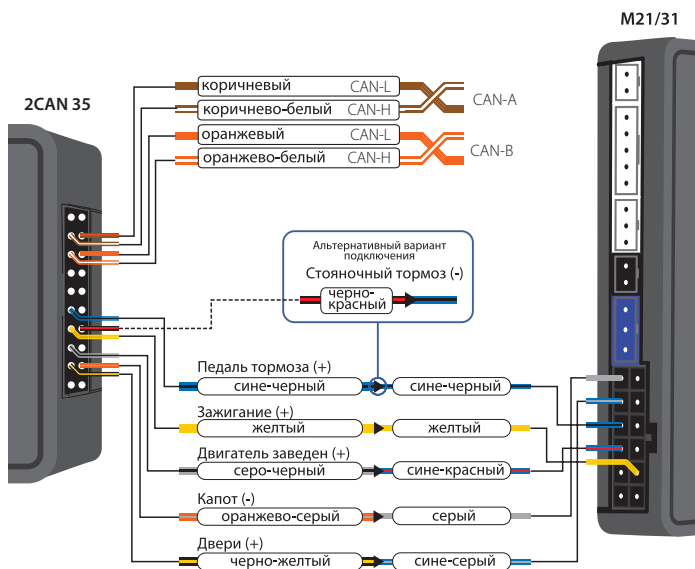 M21/31
2CAN 35
коричневый CAN-L
коричнево-белый CAN-H
CAN-A
оранжевый CAN-L
оранжево-белый CAN-H
CAN-B
Альтернативный вариант
подключения
Стояночный тормоз (-)
черно-
красный
Педаль тормоза (+)
сине-черный сине-черный
Зажигание (+)
желтый желтый
Двигатель заведен (+)
серо-черный сине-красный
Капот (-)
оранжево-серый серый
Двери (+)
черно-желтый сине-серый